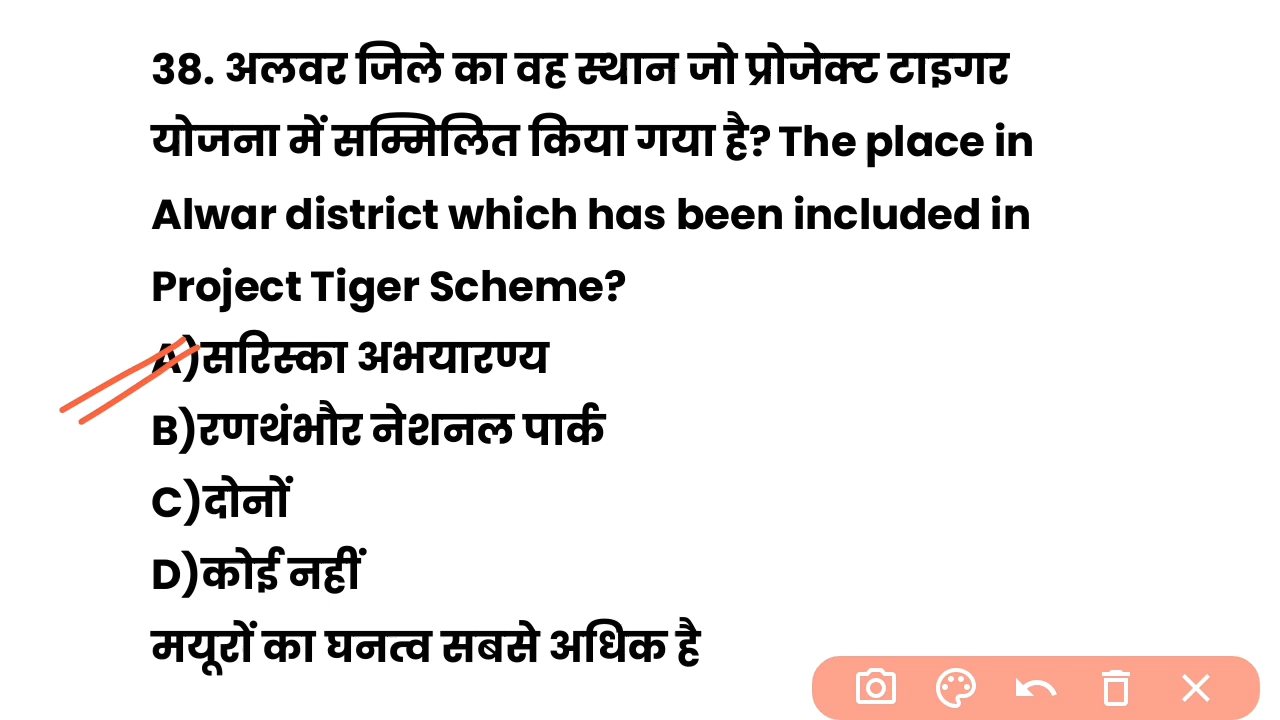 38. अलवर जिले का वह स्थान जो प्रोजेक्ट टाइगर
योजना में सम्मिलित किया गया है? The place in
Alwar district which has been included in
Project Tiger Scheme?
A)सरिस्का अभयारण्य
B)रणथंभौर नेशनल पार्क
C)दोनों
D)कोई नहीं
मयूरों का घनत्व सबसे अधिक है